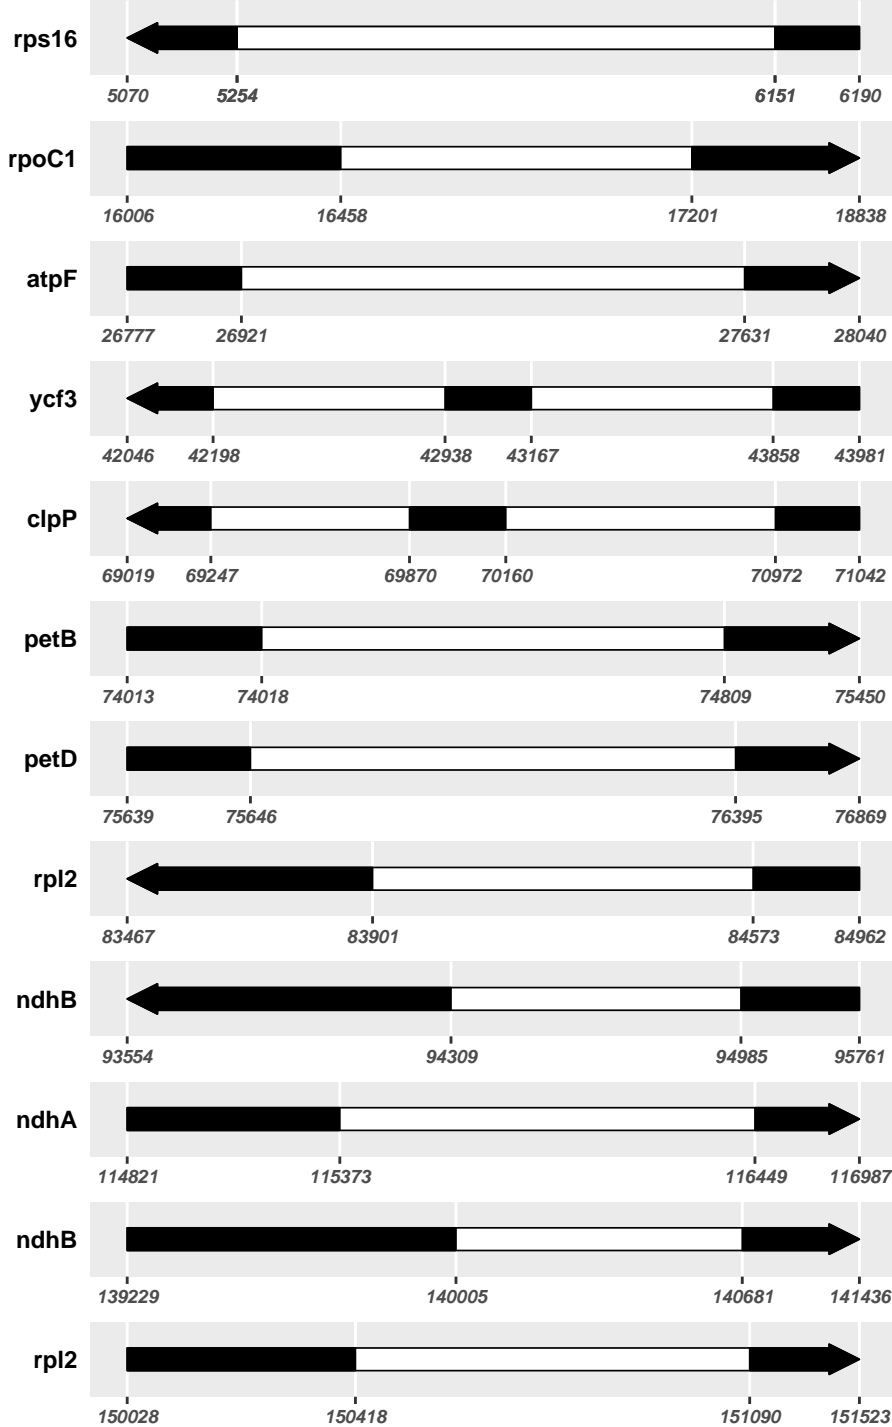 rps16
5070 5254 6151 6190
rpoC1
16006 16458 17201 18838
atpF
26777 26921 27631 28040
ycf3
42046 42198 42938 43167 43858 43981
clpP
69019 69247 69870 70160 70972 71042
petB
74013 74018 74809 75450
petD
75639 75646 76395 76869
rpl2
83467 83901 84573 84962
ndhB
93554 94309 94985 95761
ndhA
114821 115373 116449 116987
ndhB
139229 140005 140681 141436
rpl2
150028 150418 151090 151523